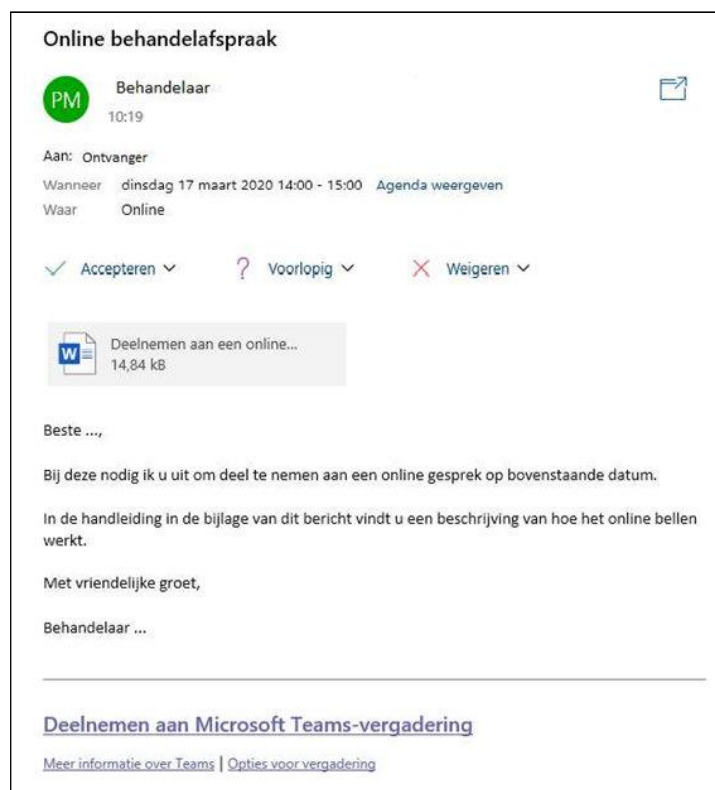 Online behandelafspraak
PM
Behandelaar
10:19
Aan: Ontvanger
Wanneer dinsdag 17 maart 2020 14:00 - 15:00 Agenda weergeven
Waar Online
Accepteren
? Voorlopig
Weigeren
W
Deelnemen aan een online...
14,84 kB
Beste ...,
Bij deze nodig ik u uit om deel te nemen aan een online gesprek op bovenstaande datum.
In de handleiding in de bijlage van dit bericht vindt u een beschrijving van hoe het online bellen
werkt.
Met vriendelijke groet,
Behandelaar ...
Deelnemen aan Microsoft Teams-vergadering
Meer informatie over Teams | Opties voor vergadering